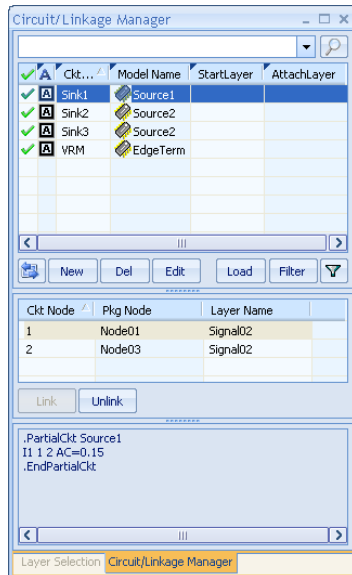 Circuit/Linkage Manager
A Ckt... Model Name StartLayer AttachLayer
A Sink1 Source1
A Sink2 Source2
A Sink3 Source2
A VRM EdgeTerm
New Del Edit Load Filter
Ckt Node Pkg Node Layer Name
1 Node01 Signal02
2 Node03 Signal02
Link Unlink
.PartialCkt Source1
I1 1 2 AC=0.15
.EndPartialCkt
Layer Selection Circuit/Linkage Manager